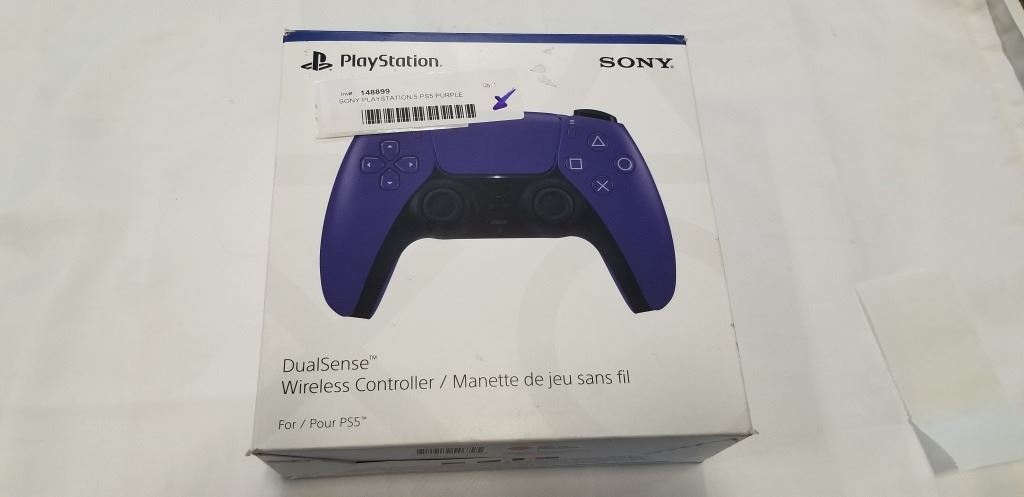 PlayStation.
SONY®
Inv#: 148899
SONY PLAYSTATION 5 PS5 PURPLE
DualSense™
Wireless Controller / Manette de jeu sans fil
For / Pour PS5™